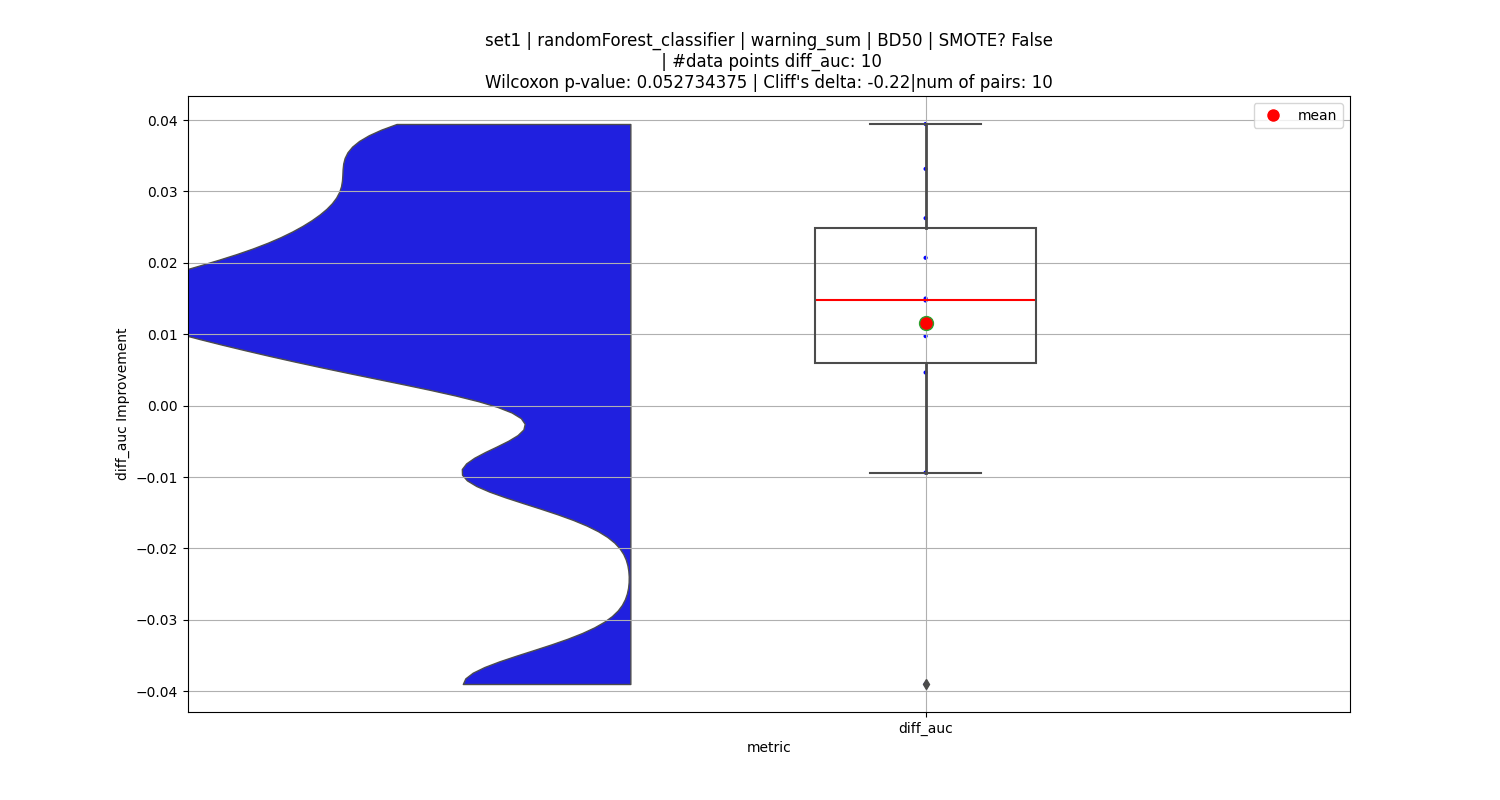 set1 | randomForest_classifier | warning_sum | BD50 | SMOTE? False
| #data points diff_auc: 10
Wilcoxon p-value: 0.052734375 | Cliff's delta: -0.22|num of pairs: 10
mean
0.04
0.03
0.02
0.01
0.00
−0.01
−0.02
−0.03
−0.04
diff_auc Improvement
diff_auc
metric